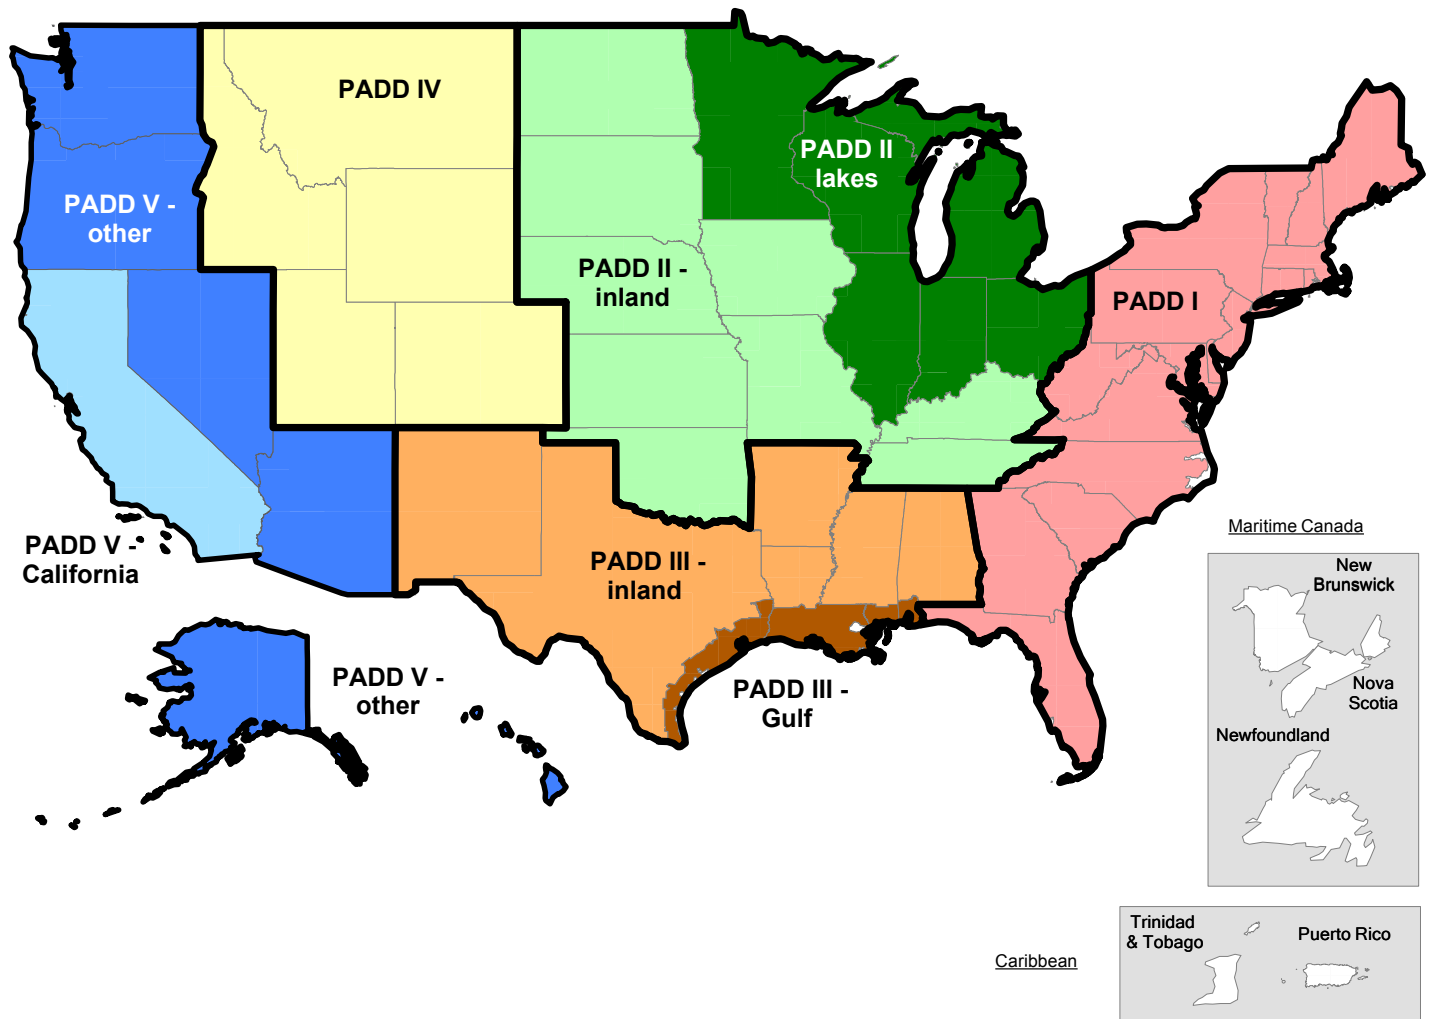 PADD IV
PADD II
lakes
PADD V -
other
PADD II -
inland
PADD I
PADD V -
California
PADD III -
inland
Maritime Canada
New
Brunswick
PADD V -
other
PADD III -
Gulf
Nova
Scotia
Newfoundland
Trinidad
& Tobago
Puerto Rico
Caribbean